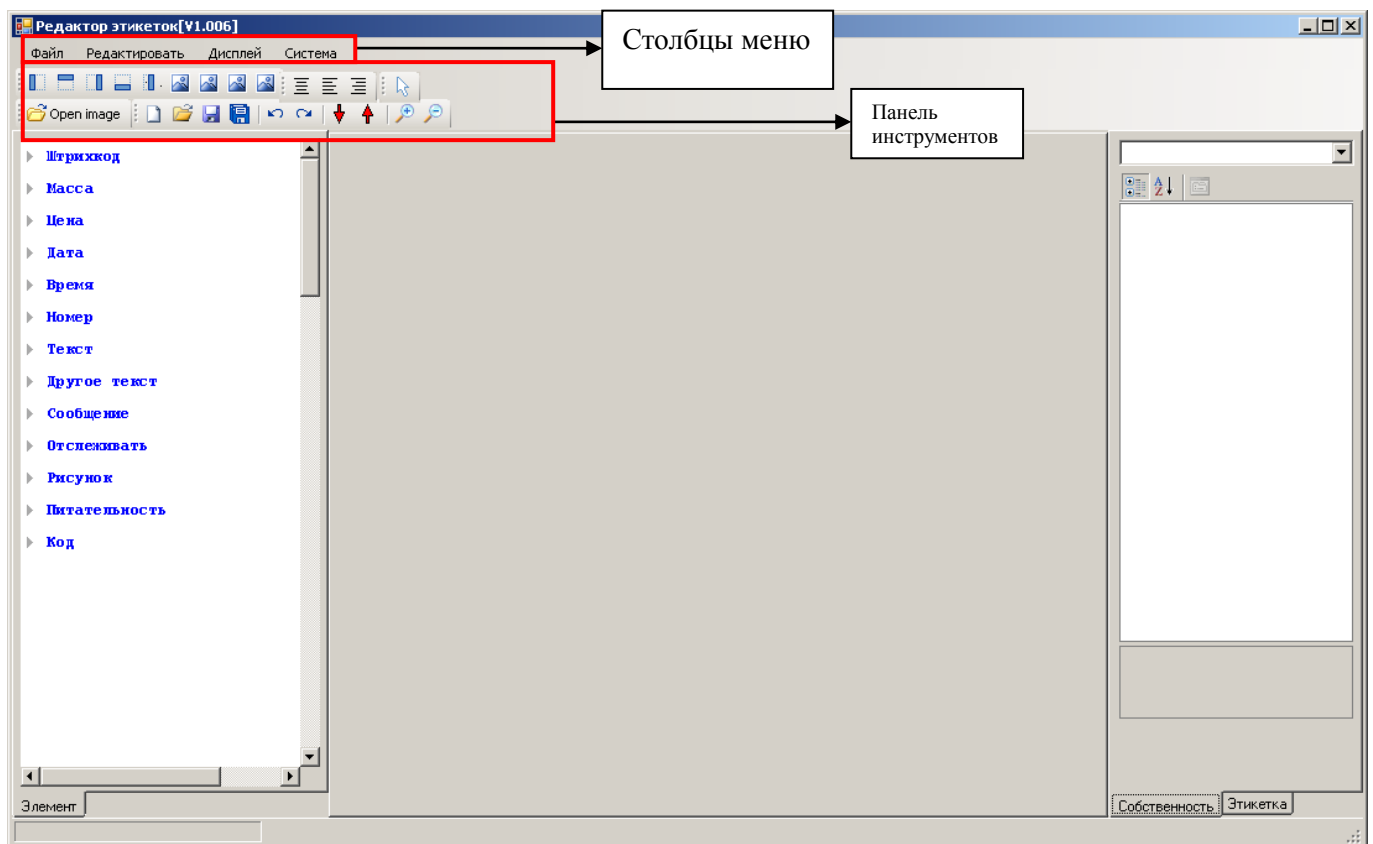 Редактор этикеток[V1.006]
Столбцы меню
Файл Редактировать Дисплей Система
Open image
Панель
инструментов
Штрихкод
Масса
Цена
Дата
Время
Номер
Текст
Другое текст
Сообщение
Отслеживать
Рисунок
Питательность
Код
Элемент
Собственность Этикетка